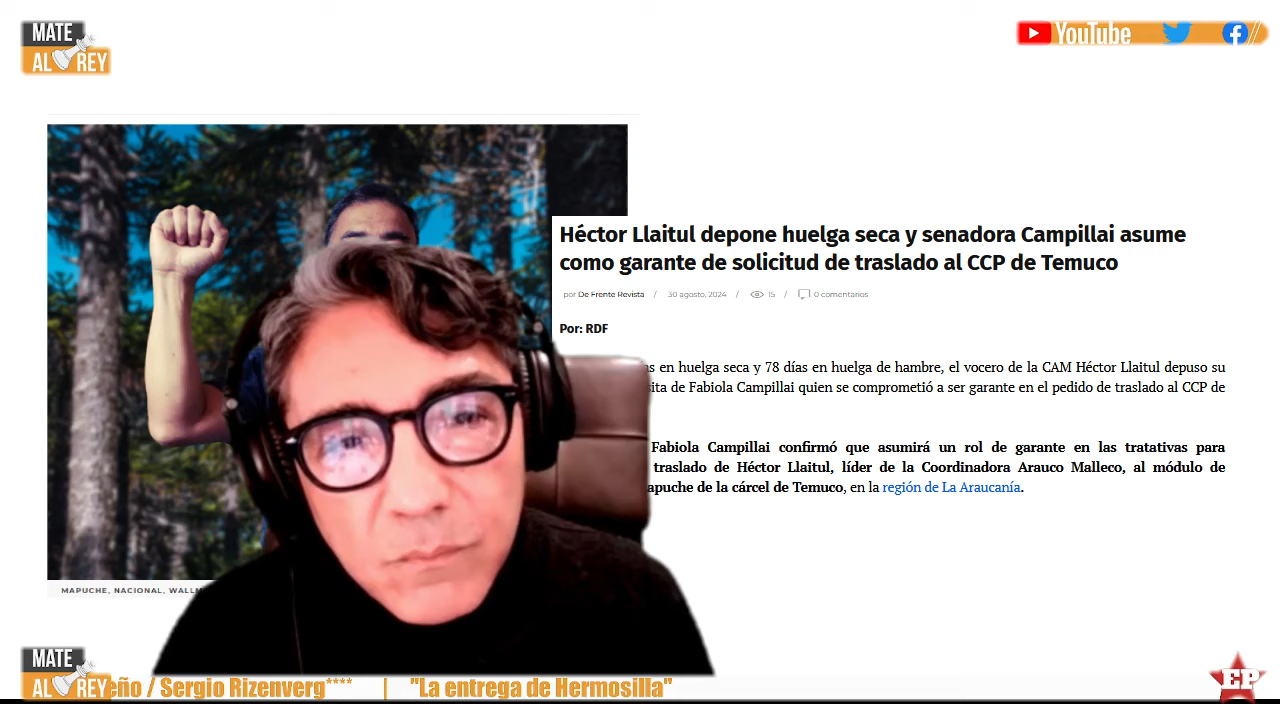 MATE
AL REY
YouTube
Héctor Llaitul depone huelga seca y senadora Campillai asume
como garante de solicitud de traslado al CCP de Temuco
por De Frente Revista / 30 agosto, 2024 / 15 / 0 comentarios
Por: RDF
en huelga seca y 78 días en huelga de hambre, el vocero de la CAM Héctor Llaitul depuso su
de Fabiola Campillai quien se comprometió a ser garante en el pedido de traslado al CCP de
Fabiola Campillai confirmó que asumirá un rol de garante en las tratativas para
traslado de Héctor Llaitul, líder de la Coordinadora Arauco Malleco, al módulo de
de la cárcel de Temuco, en la región de La Araucanía.
MAPUCHE, NACIONAL,
MATE
AL REY
eño / Sergio Rizenverg**** | "La entrega de Hermosilla"
EP